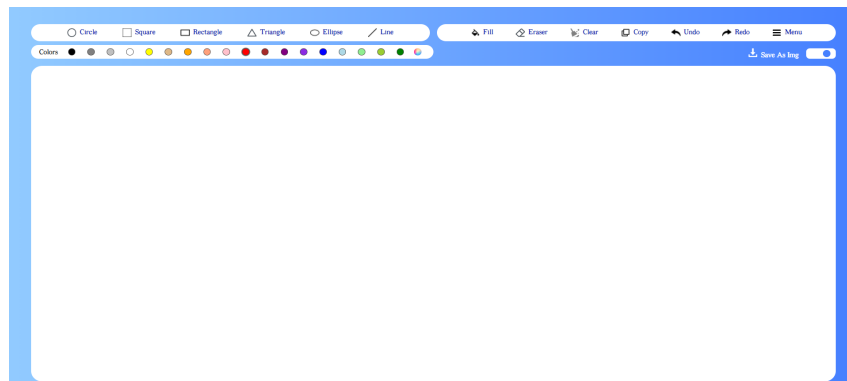 Circle Square Rectangle Triangle Ellipse Line Fill Eraser Clear Copy Undo Redo Menu
Colors Save As Img